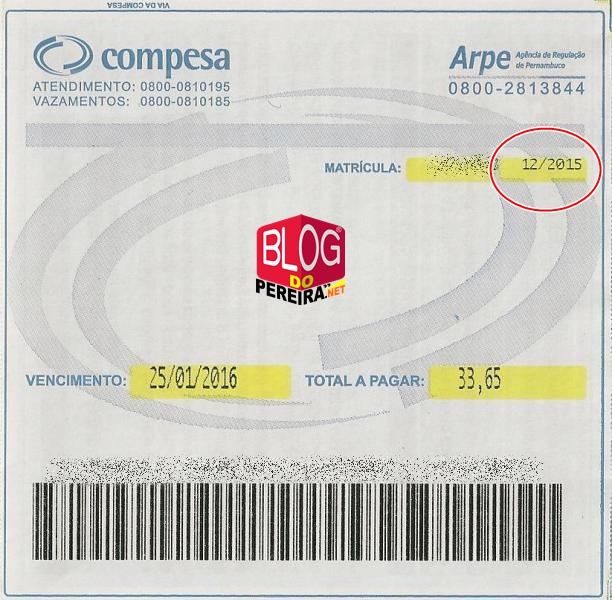 VIA DA COMPESA
compesa
ATENDIMENTO: 0800-0810195
VAZAMENTOS: 0800-0810185
Arpe Agência de Regulação
de Pernambuco
0800-2813844
MATRÍCULA: 12/2015
BLOG
DO
PEREIRA.NET
VENCIMENTO: 25/01/2016 TOTAL A PAGAR: 33,65